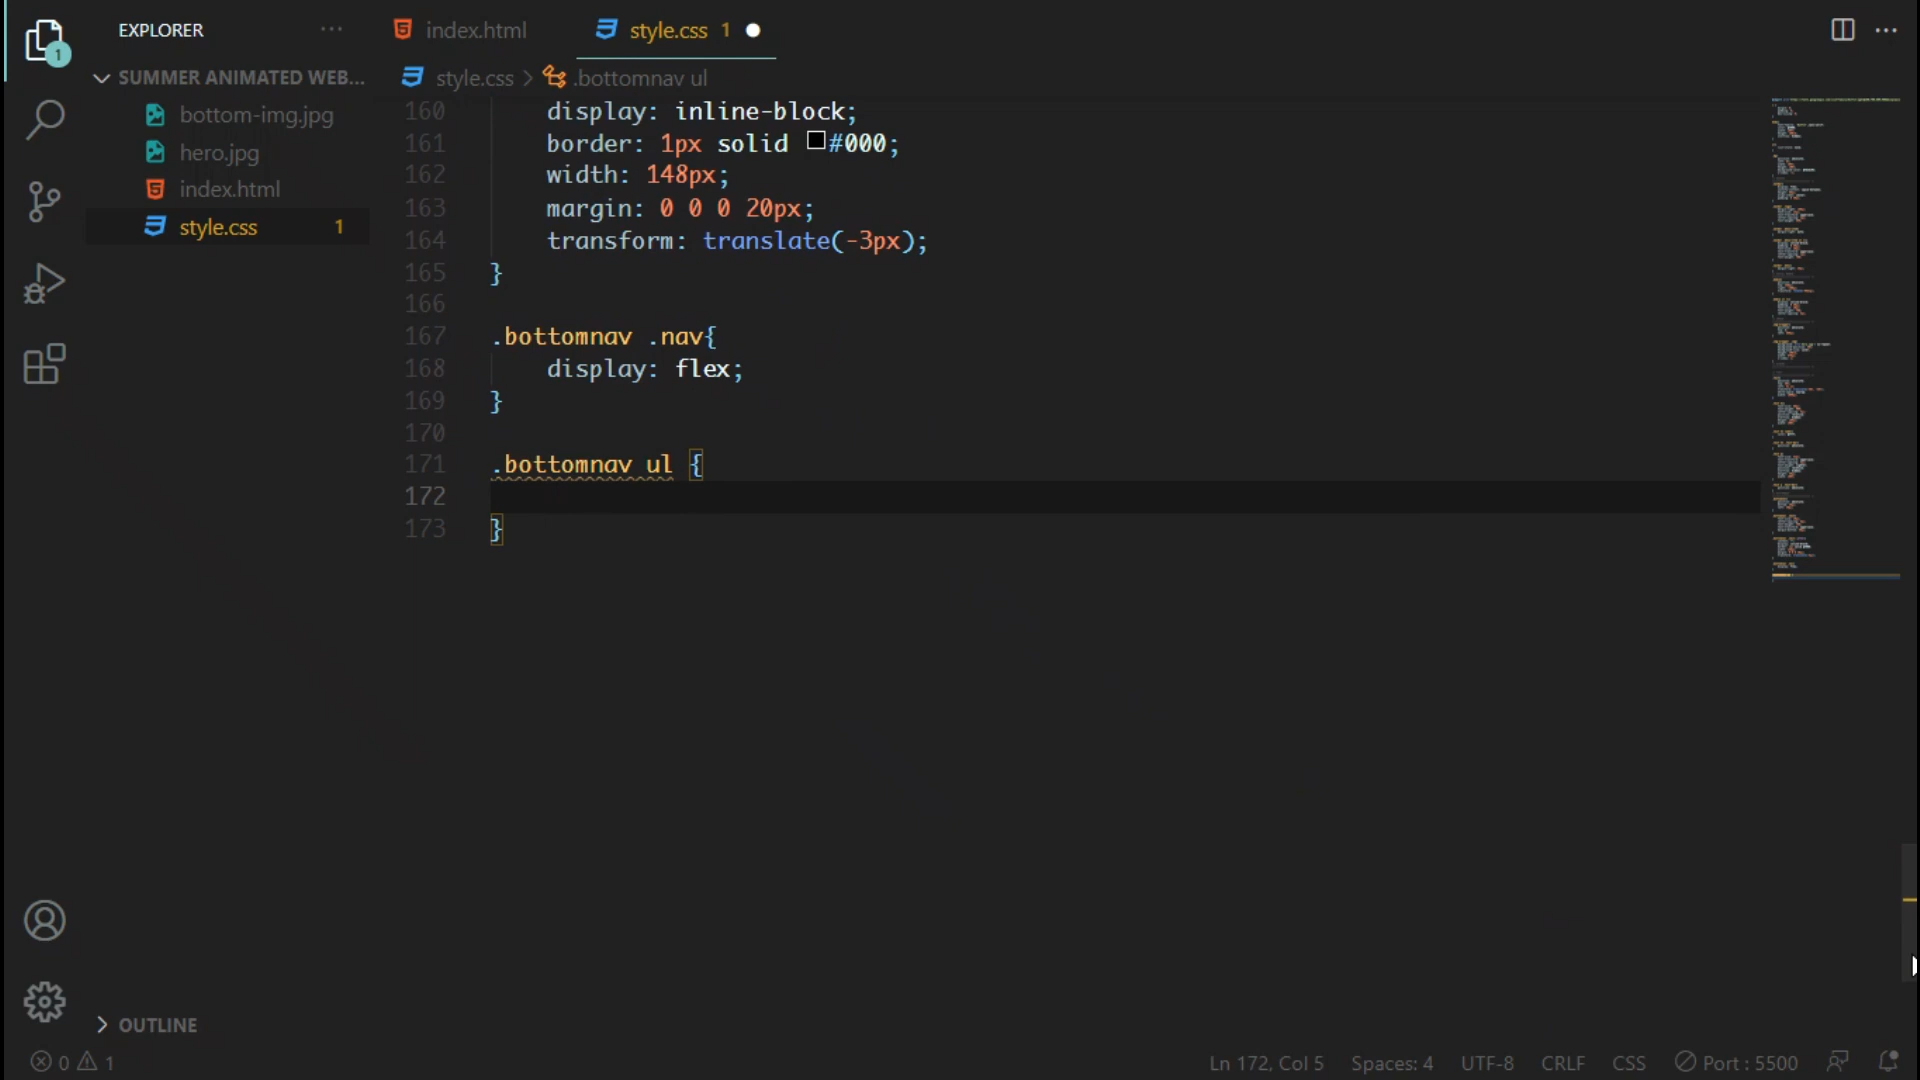 EXPLORER
SUMMER ANIMATED WEB...
bottom-img.jpg
hero.jpg
index.html
style.css 1
1
index.html
style.css 1
style.css > .bottomnav ul
160 display: inline-block;
161 border: 1px solid #000;
162 width: 148px;
163 margin: 0 0 0 20px;
164 transform: translate(-3px);
165 }
166
167 .bottomnav .nav{
168 display: flex;
169 }
170
171 .bottomnav ul {
172
173 }
OUTLINE
0 1
Ln 172, Col 5 Spaces: 4 UTF-8 CRLF CSS Port : 5500